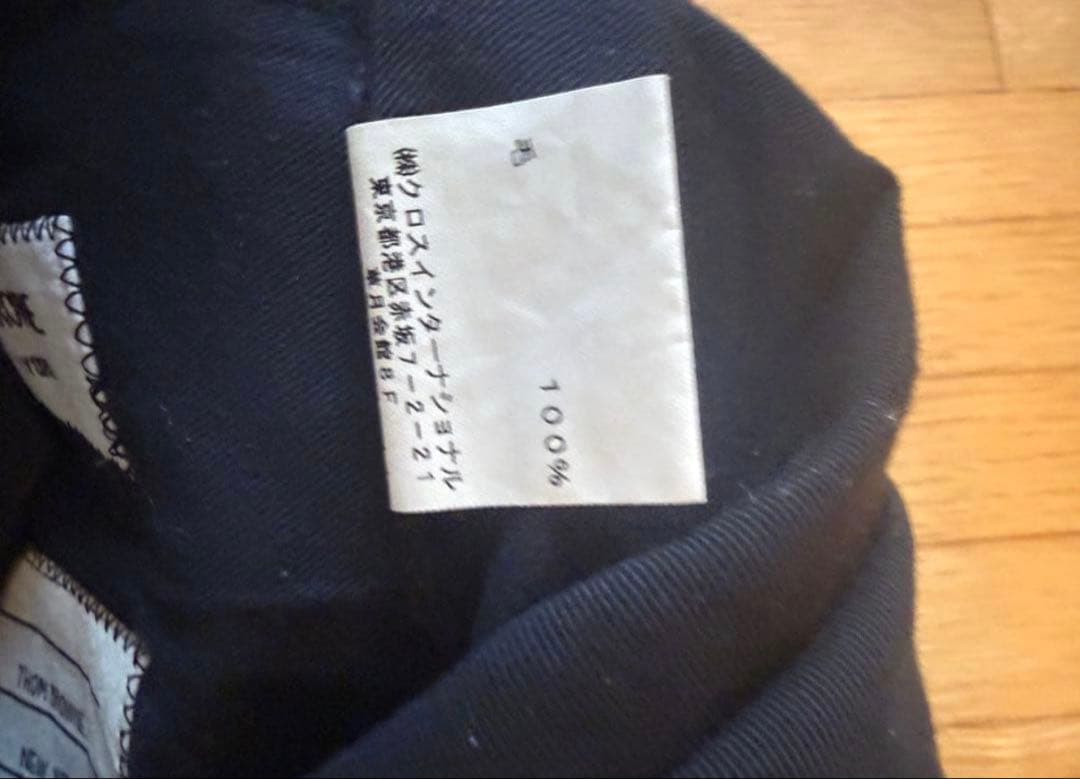 毛 100%
(株)クロスインターナショナル
東京都港区赤坂7-2-21
草月会館8F
THOM BROWNE
NEW